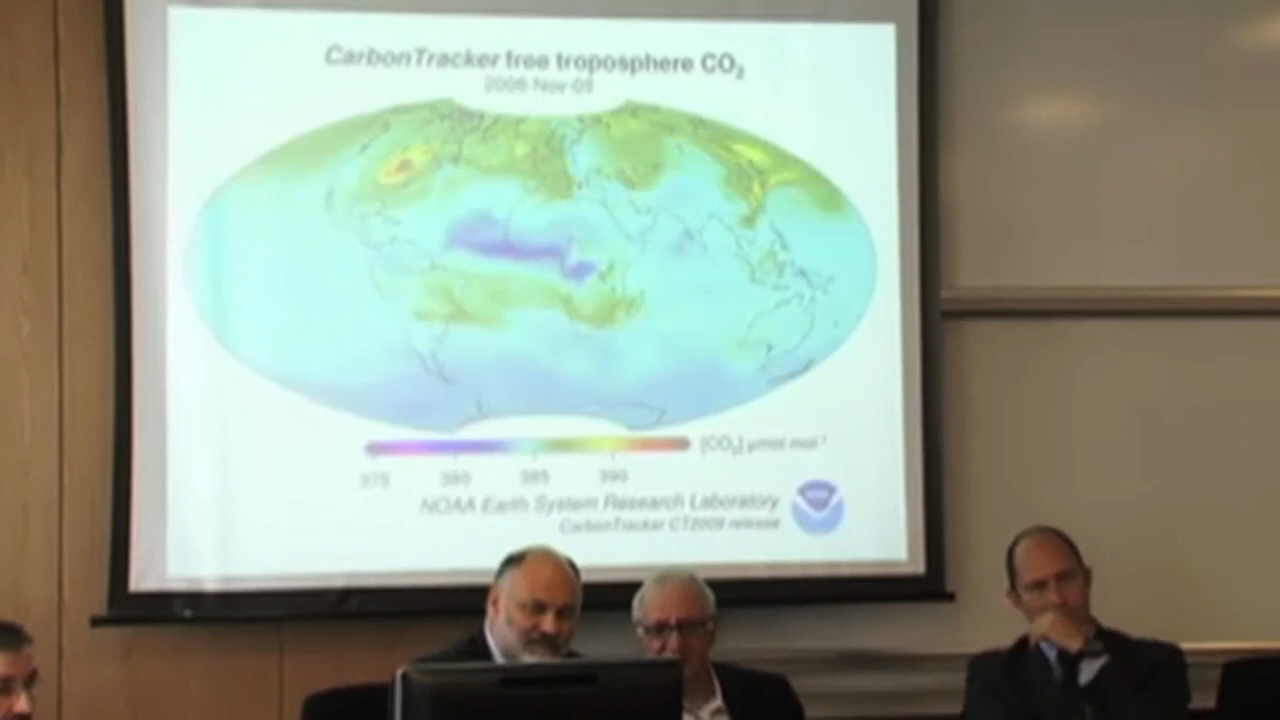 CarbonTracker free troposphere CO₂
2008 Nov-09
[CO₂] μmol mol⁻¹
375 380 385 390
NOAA Earth System Research Laboratory
CarbonTracker CT2009 release